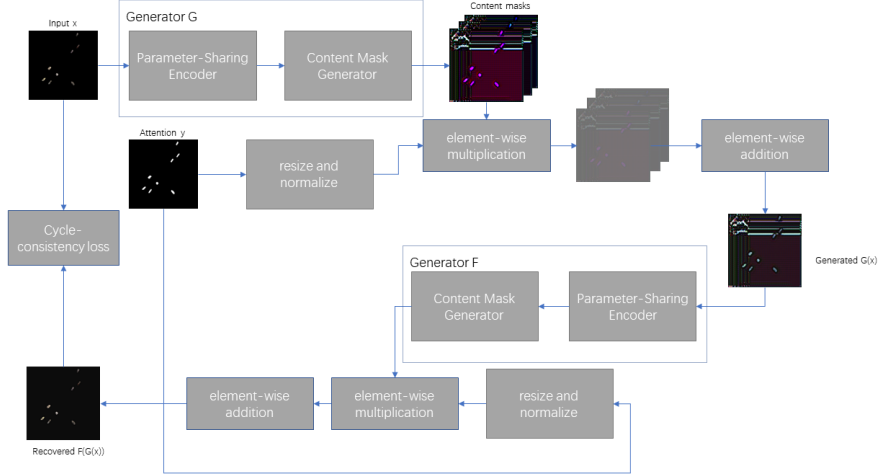 Input x
Generator G
Content masks
Parameter-Sharing
Encoder
Content Mask
Generator
Attention y
resize and
normalize
element-wise
multiplication
element-wise
addition
Cycle-
consistency loss
Generated G(x)
Generator F
Content Mask
Generator
Parameter-Sharing
Encoder
element-wise
addition
element-wise
multiplication
resize and
normalize
Recovered F(G(x))